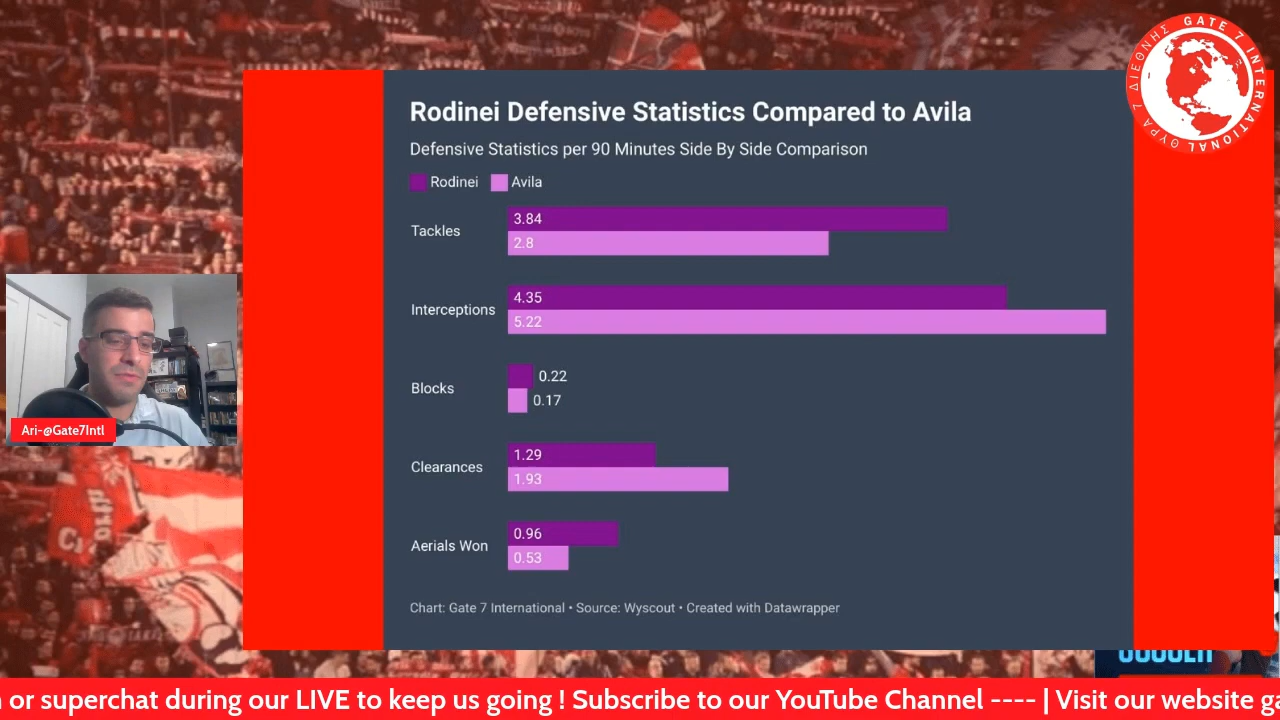 ΘΥΡΑ 7 ΔΙΕΘΝΗΣ GATE 7 INTERNATIONAL
Rodinei Defensive Statistics Compared to Avila
Defensive Statistics per 90 Minutes Side By Side Comparison
Rodinei Avila
Tackles
3.84
2.8
Interceptions
4.35
5.22
Blocks
0.22
0.17
Clearances
1.29
1.93
Aerials Won
0.96
0.53
Chart: Gate 7 International • Source: Wyscout • Created with Datawrapper
Ari-@Gate7Intl
or superchat during our LIVE to keep us going ! Subscribe to our YouTube Channel ---- | Visit our website ga